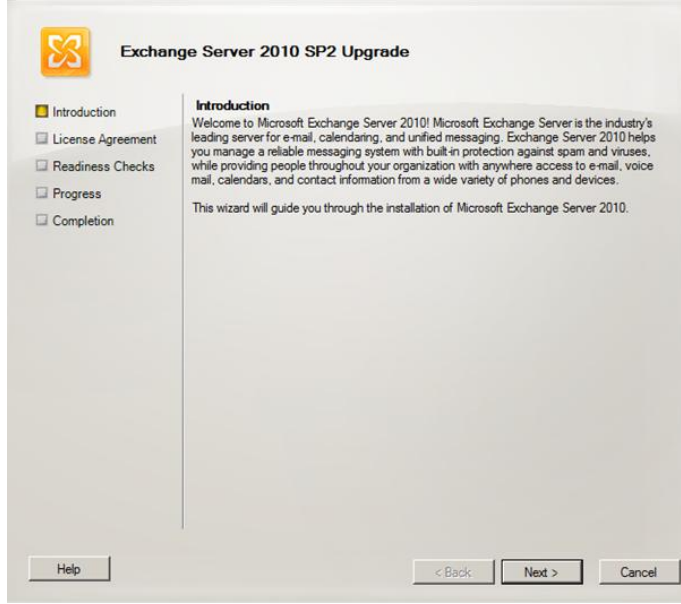 Exchange Server 2010 SP2 Upgrade
Introduction
License Agreement
Readiness Checks
Progress
Completion
Introduction
Welcome to Microsoft Exchange Server 2010! Microsoft Exchange Server is the industry's
leading server for e-mail, calendaring, and unified messaging. Exchange Server 2010 helps
you manage a reliable messaging system with built-in protection against spam and viruses,
while providing people throughout your organization with anywhere access to e-mail, voice
mail, calendars, and contact information from a wide variety of phones and devices.
This wizard will guide you through the installation of Microsoft Exchange Server 2010.
Help
< Back
Next >
Cancel